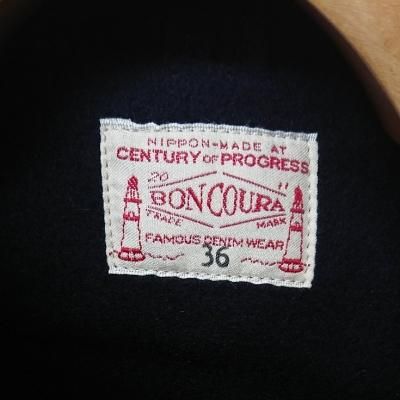 NIPPON-MADE AT
CENTURY OF PROGRESS
20
"
BONCOURA
TRADE MARK
FAMOUS DENIM WEAR
36